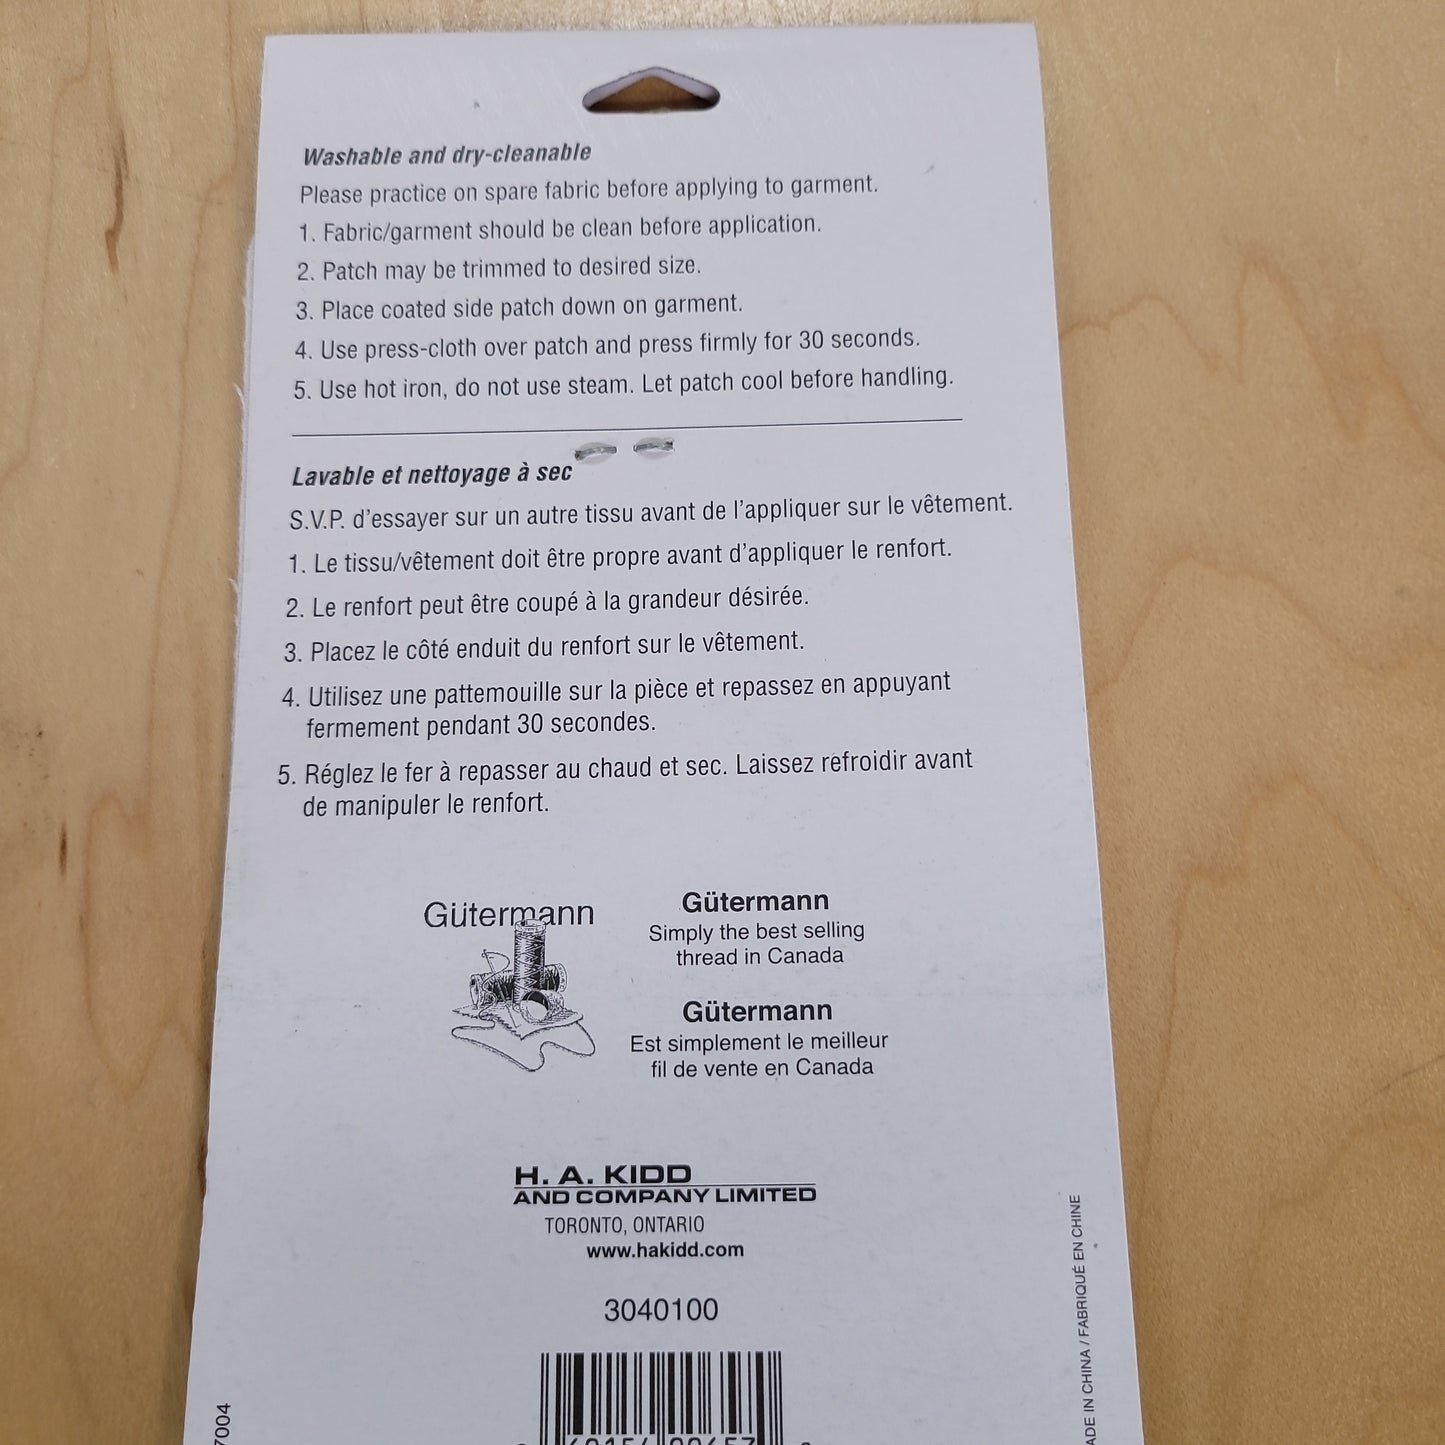 Washable and dry-cleanable
Please practice on spare fabric before applying to garment.
1. Fabric/garment should be clean before application.
2. Patch may be trimmed to desired size.
3. Place coated side patch down on garment.
4. Use press-cloth over patch and press firmly for 30 seconds.
5. Use hot iron, do not use steam. Let patch cool before handling.
Lavable et nettoyage à sec
S.V.P. d'essayer sur un autre tissu avant de l'appliquer sur le vêtement.
1. Le tissu/vêtement doit être propre avant d'appliquer le renfort.
2. Le renfort peut être coupé à la grandeur désirée.
3. Placez le côté enduit du renfort sur le vêtement.
4. Utilisez une pattemouille sur la pièce et repassez en appuyant
fermement pendant 30 secondes.
5. Réglez le fer à repasser au chaud et sec. Laissez refroidir avant
de manipuler le renfort.
Gütermann
Gütermann
Simply the best selling
thread in Canada
Gütermann
Est simplement le meilleur
fil de vente en Canada
H. A. KIDD
AND COMPANY LIMITED
TORONTO, ONTARIO
www.hakidd.com
3040100
7004
ADE IN CHINA / FABRIQUÉ EN CHINE